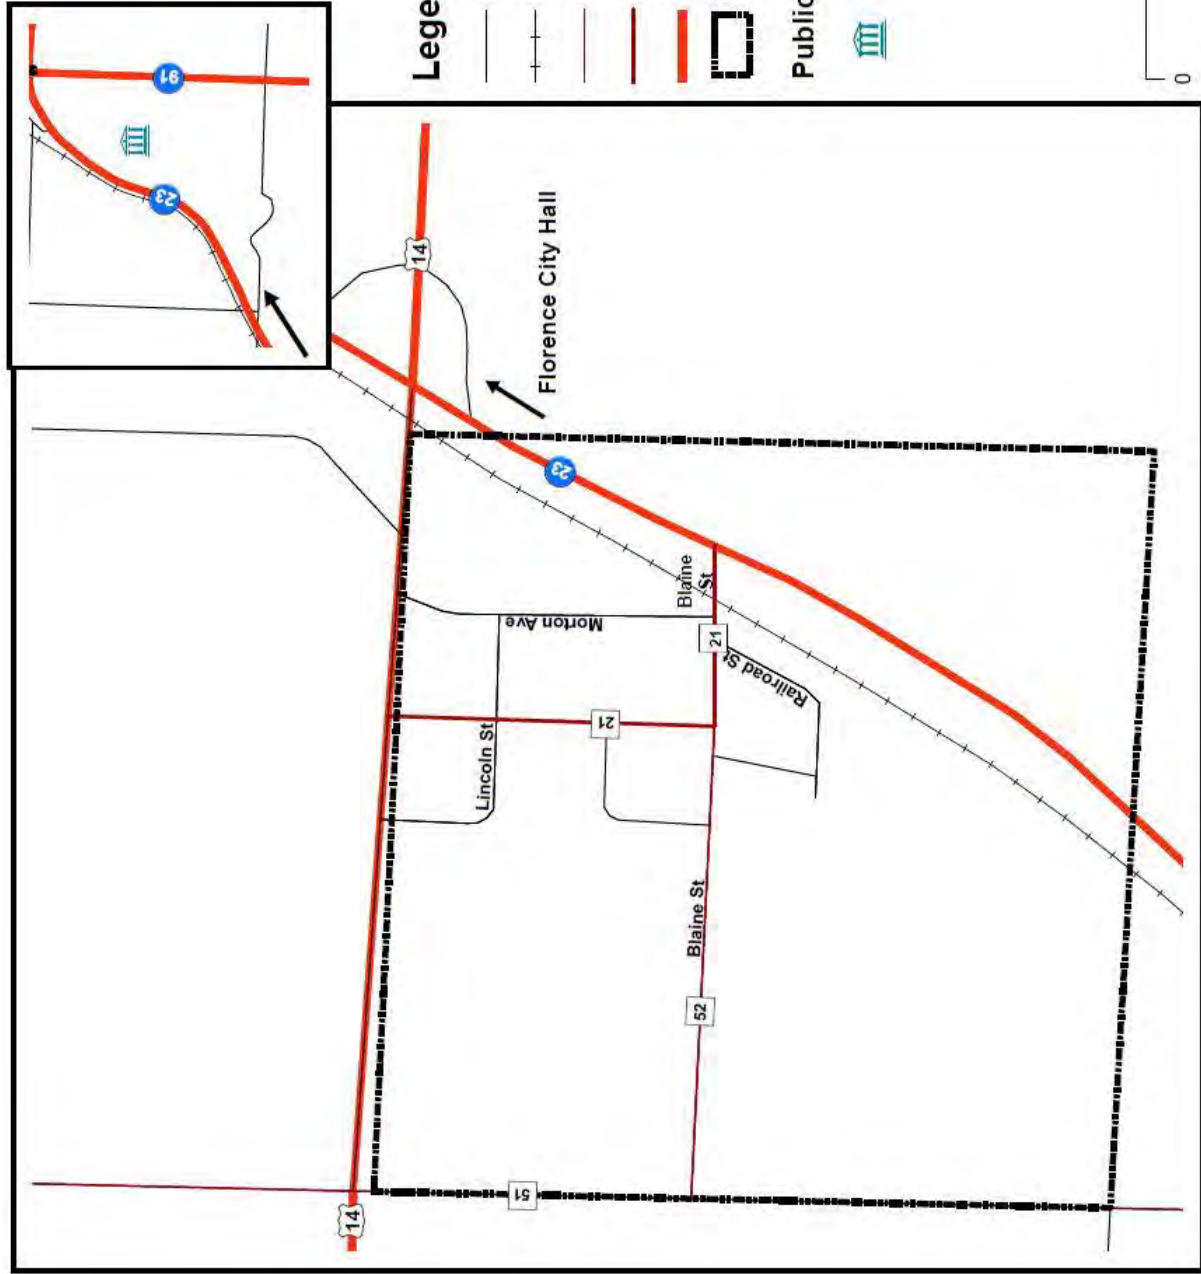 91
23
Lege
Public
0
14
Florence City Hall
23
Blaine
St
Morton Ave
21
Railroad St
Lincoln St
21
Blaine St
52
51
14